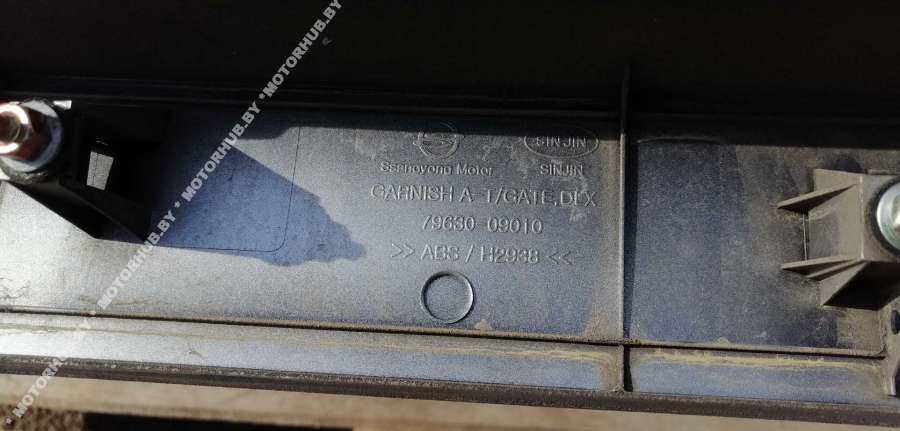 SINJIN
Ssangyong Motor SINJIN
GARNISH A-T/GATE,DLX
79630-09010
>> ABS / H2938 <<
* MOTORHUB.BY * MOTORHUB.BY * MOTORHUB.BY * MOTORHUB.BY